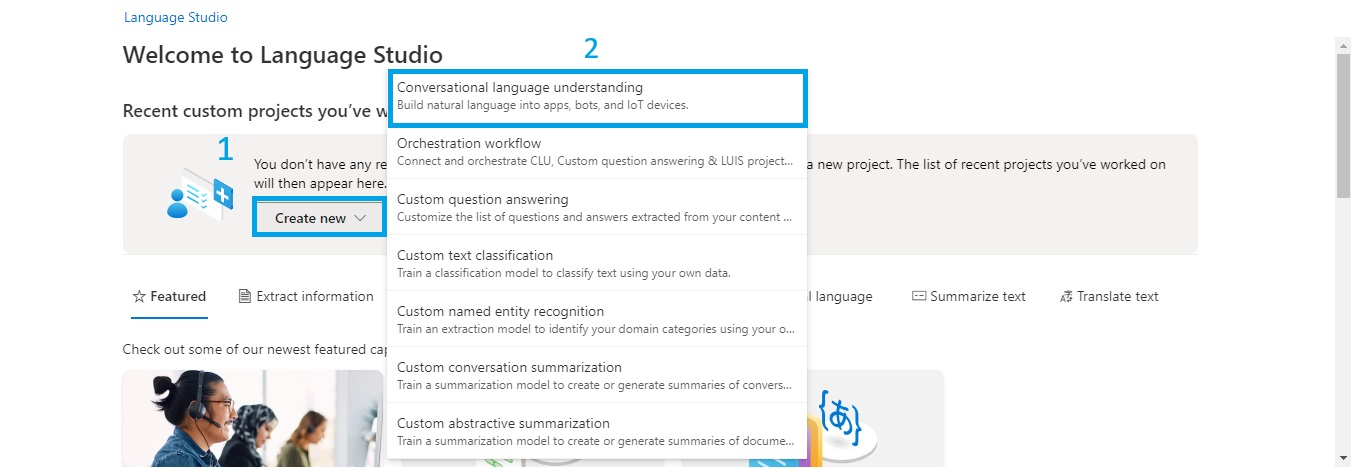 Language Studio
Welcome to Language Studio
2
Conversational language understanding
Build natural language into apps, bots, and IoT devices.
Recent custom projects you've w
1
You don't have any re
a new project. The list of recent projects you've worked on
will then appear here.
Create new
Orchestration workflow
Connect and orchestrate CLU, Custom question answering & LUIS project...
Custom question answering
Customize the list of questions and answers extracted from your content ...
Custom text classification
Train a classification model to classify text using your own data.
Custom named entity recognition
Train an extraction model to identify your domain categories using your o...
Custom conversation summarization
Train a summarization model to create or generate summaries of convers...
Custom abstractive summarization
Train a summarization model to create or generate summaries of docume...
Featured
Extract information
l language
Summarize text
Translate text
Check out some of our newest featured cap
あ